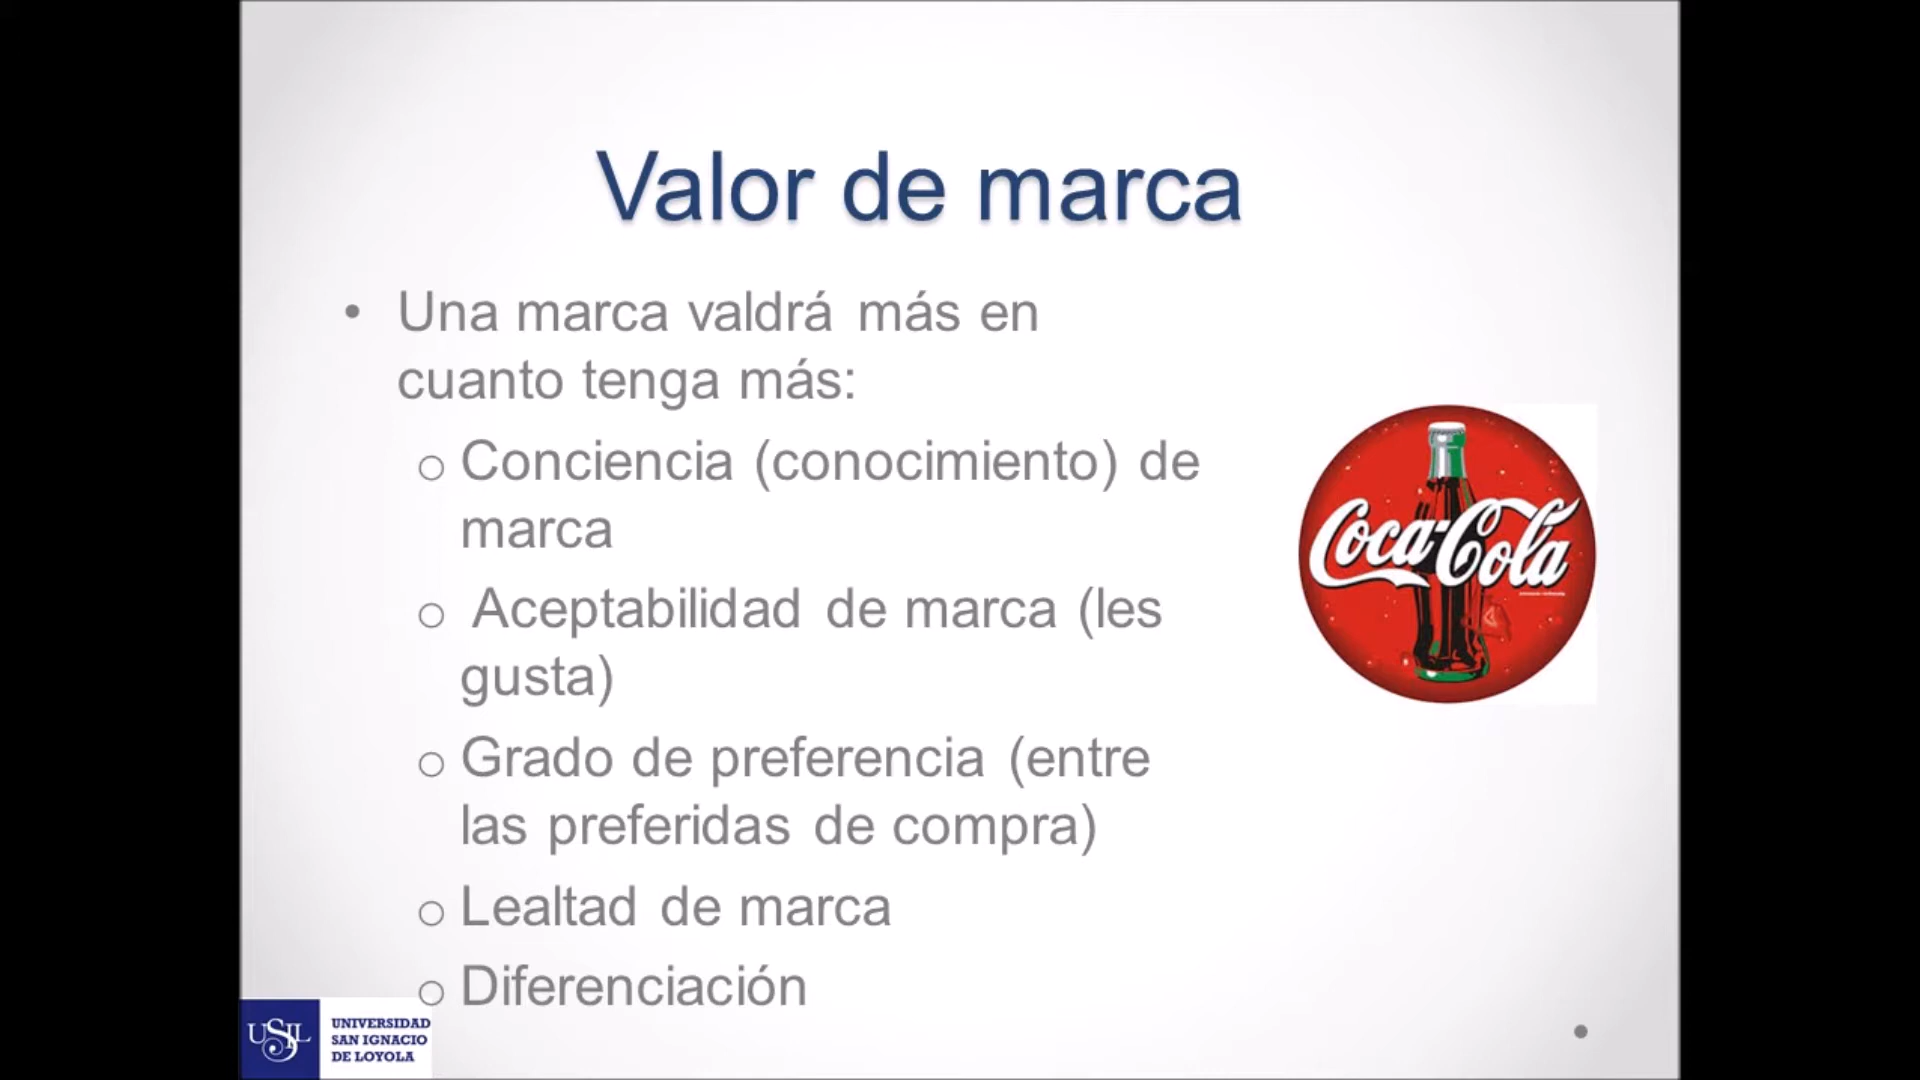 Valor de marca
• Una marca valdrá más en
cuanto tenga más:
o Conciencia (conocimiento) de
marca
o Aceptabilidad de marca (les
gusta)
o Grado de preferencia (entre
las preferidas de compra)
o Lealtad de marca
o Diferenciación
Coca-Cola
USIL
UNIVERSIDAD
SAN IGNACIO
DE LOYOLA